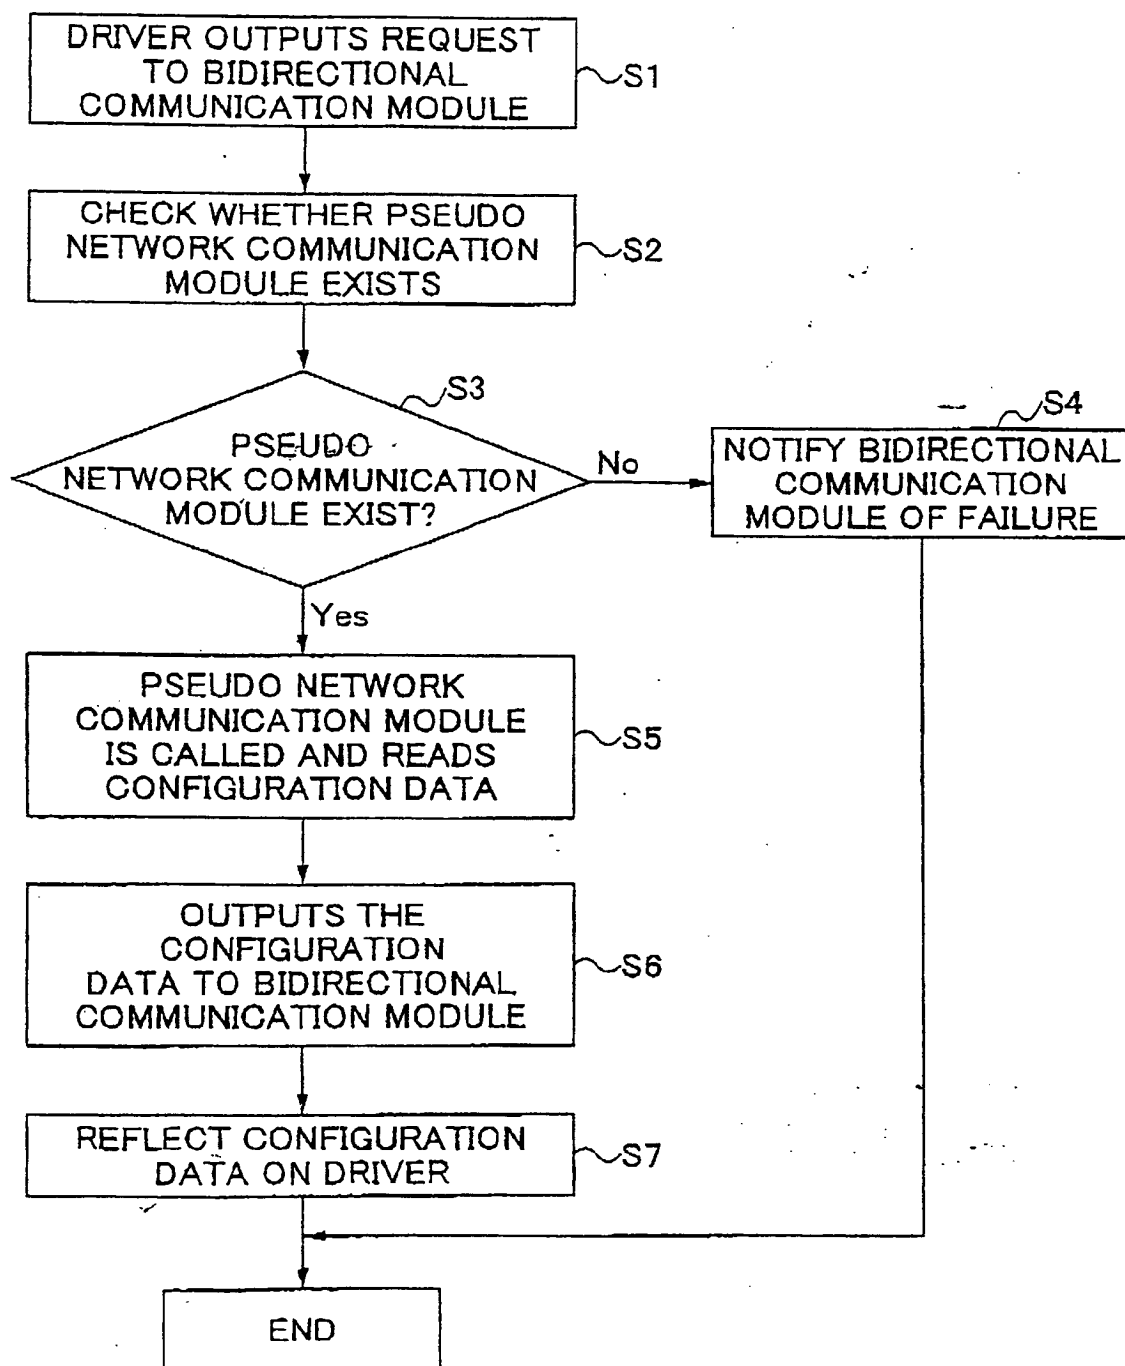 DRIVER OUTPUTS REQUEST
TO BIDIRECTIONAL
COMMUNICATION MODULE
S1
CHECK WHETHER PSEUDO
NETWORK COMMUNICATION
MODULE EXISTS
S2
S3
PSEUDO
NETWORK COMMUNICATION
MODULE EXIST?
No
S4
NOTIFY BIDIRECTIONAL
COMMUNICATION
MODULE OF FAILURE
Yes
PSEUDO NETWORK
COMMUNICATION MODULE
IS CALLED AND READS
CONFIGURATION DATA
S5
OUTPUTS THE
CONFIGURATION
DATA TO BIDIRECTIONAL
COMMUNICATION MODULE
S6
REFLECT CONFIGURATION
DATA ON DRIVER
S7
END